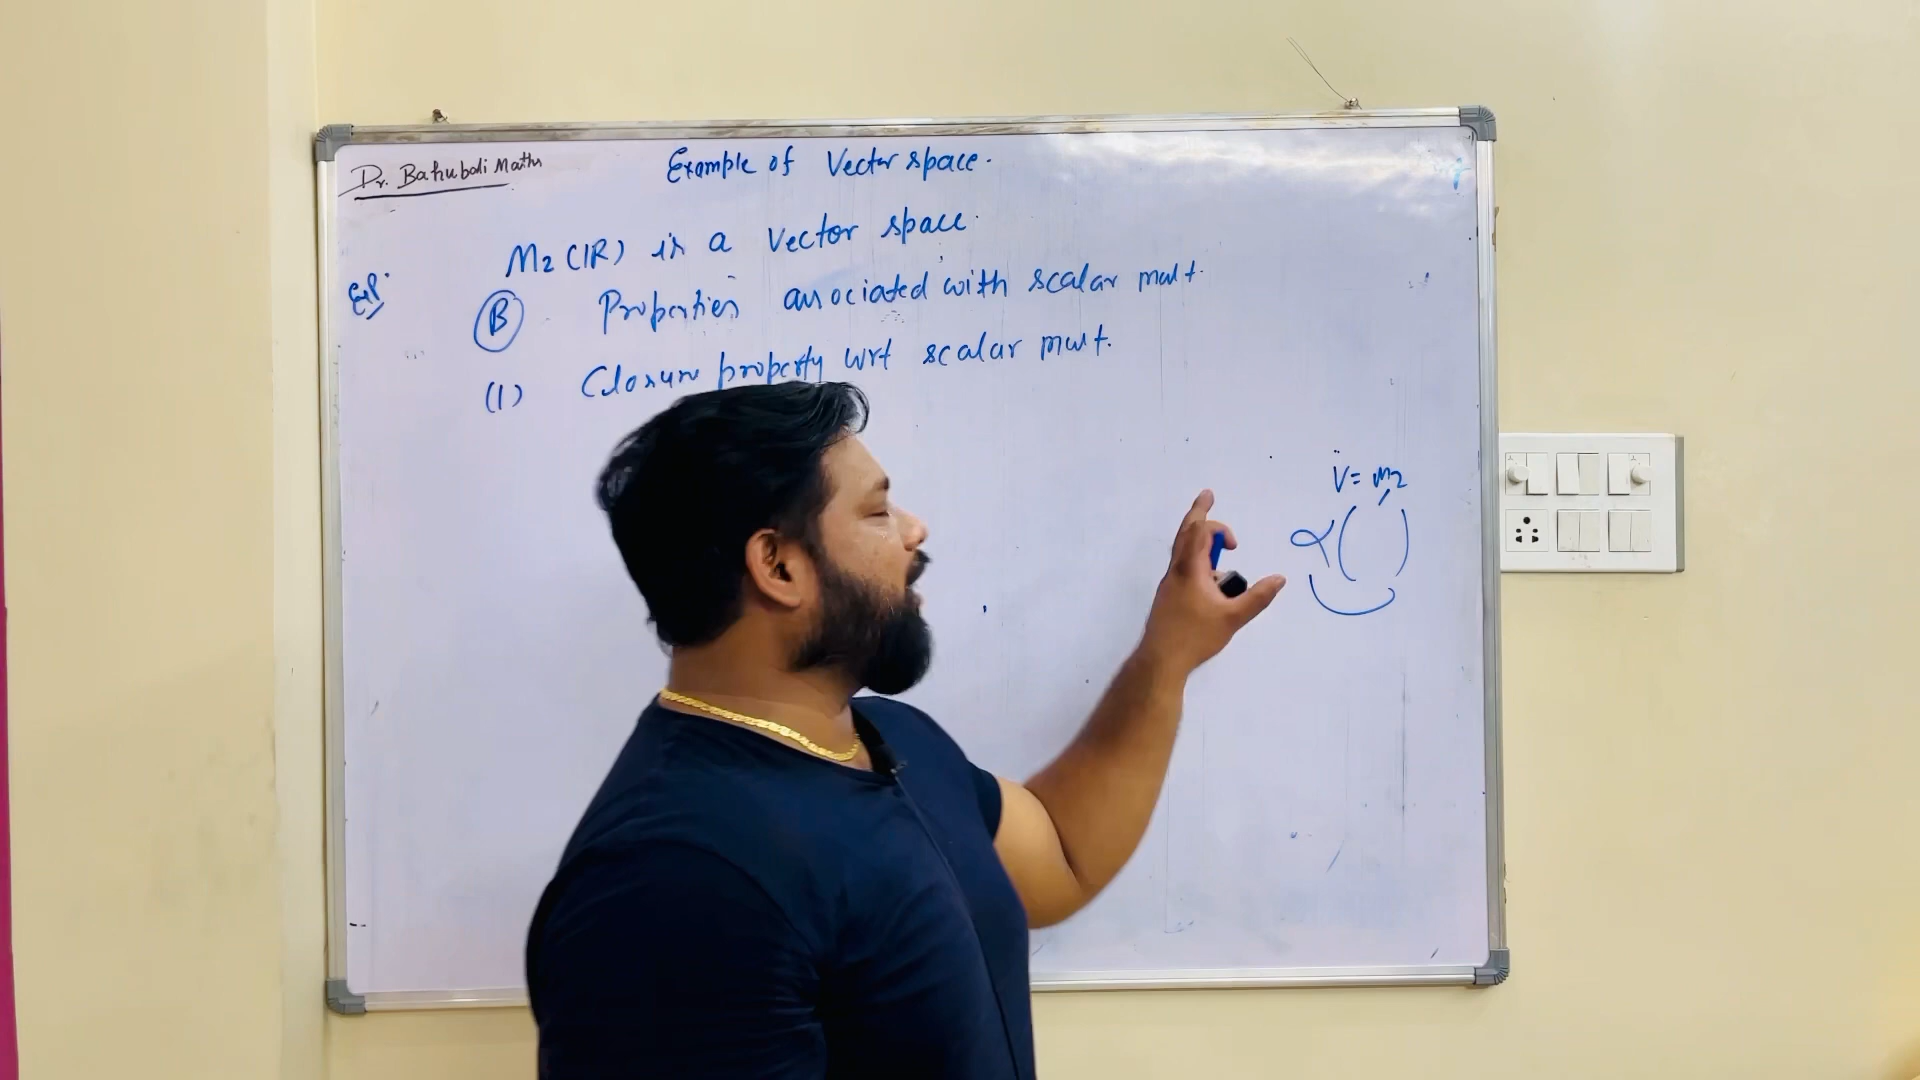 Dr. Bahubali Maths
Example of Vector space.
Exp.
M2 (IR) is a vector space.
(B) Properties associated with scalar mult.
(1) Closure property wrt scalar mult.
V = M2
α ( )